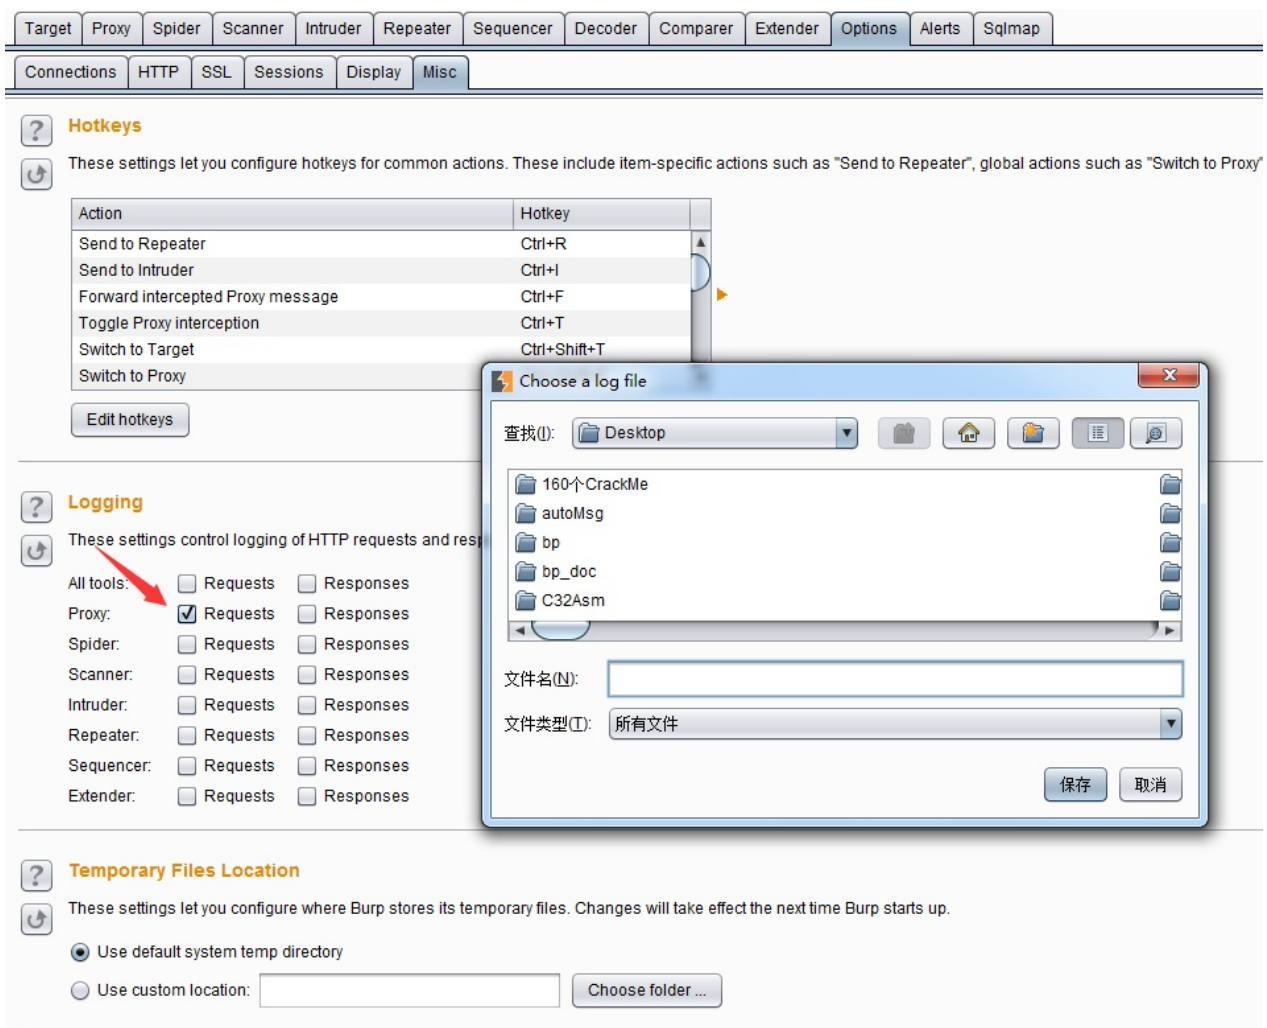 Target Proxy Spider Scanner Intruder Repeater Sequencer Decoder Comparer Extender Options Alerts Sqlmap
Connections HTTP SSL Sessions Display Misc
Hotkeys
These settings let you configure hotkeys for common actions. These include item-specific actions such as "Send to Repeater", global actions such as "Switch to Proxy"
Action Hotkey
Send to Repeater Ctrl+R
Send to Intruder Ctrl+I
Forward intercepted Proxy message Ctrl+F
Toggle Proxy interception Ctrl+T
Switch to Target Ctrl+Shift+T
Switch to Proxy
Edit hotkeys
Logging
These settings control logging of HTTP requests and
All tools: Requests Responses
Proxy: Requests Responses
Spider: Requests Responses
Scanner: Requests Responses
Intruder: Requests Responses
Repeater: Requests Responses
Sequencer: Requests Responses
Extender: Requests Responses
Choose a log file
查找(I): Desktop
160个CrackMe
autoMsg
bp
bp_doc
C32Asm
文件名(N):
文件类型(T): 所有文件
保存 取消
Temporary Files Location
These settings let you configure where Burp stores its temporary files. Changes will take effect the next time Burp starts up.
Use default system temp directory
Use custom location: Choose folder ...